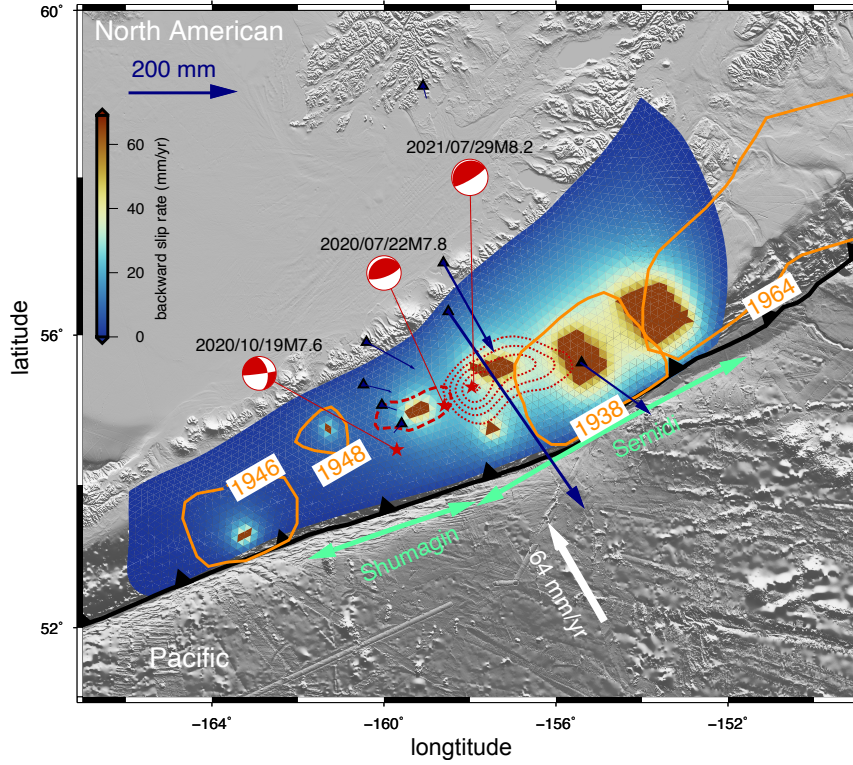 60°
North American
200 mm
60
40
20
0
backward slip rate (mm/yr)
2021/07/29M8.2
2020/07/22M7.8
2020/10/19M7.6
56°
latitude
1964
1938
1948
1946
Semidi
Shumagin
64 mm/yr
52°
Pacific
−164°
−160°
−156°
−152°
longtitude